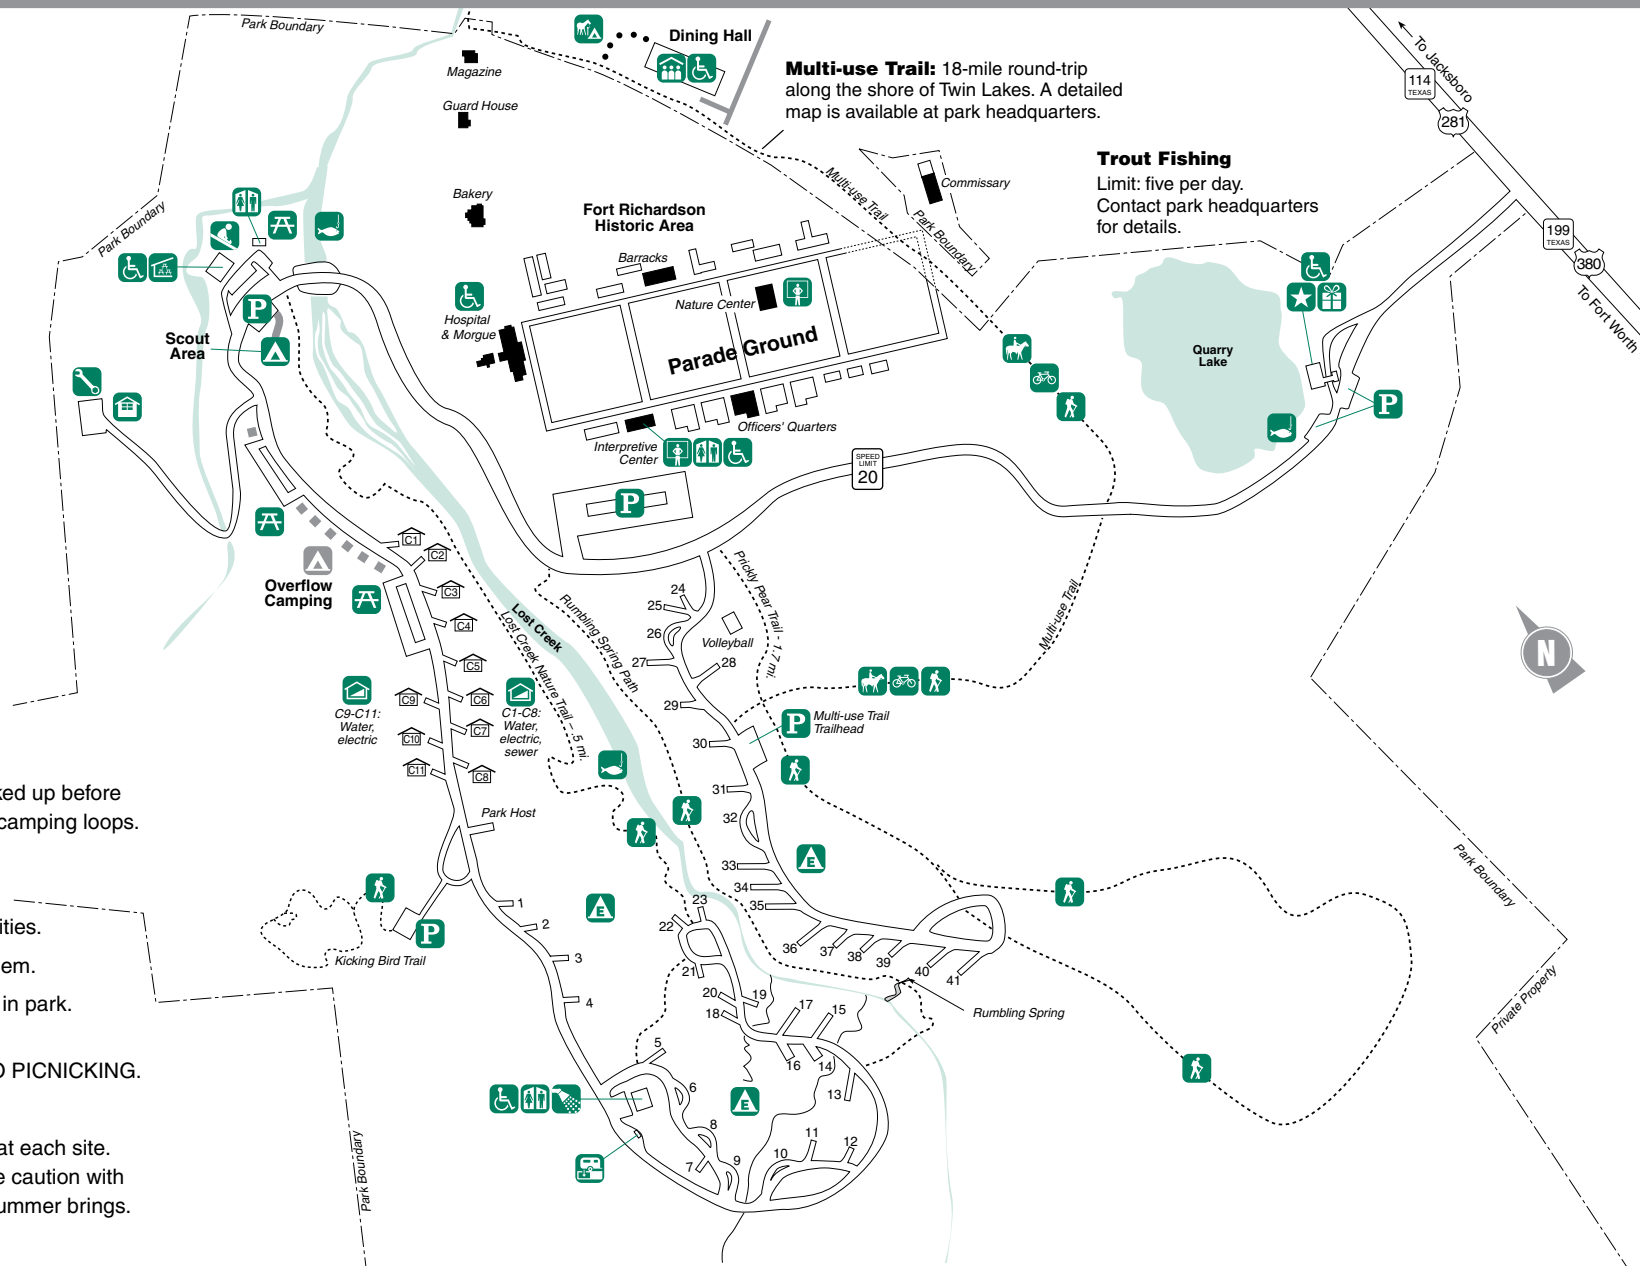 Park Boundary
Dining Hall
Magazine
Guard House
Multi-use Trail: 18-mile round-trip
along the shore of Twin Lakes. A detailed
map is available at park headquarters.
To Jacksboro
114
TEXAS
281
Trout Fishing
Limit: five per day.
Contact park headquarters
for details.
Multi-use Trail
Commissary
Park Boundary
Bakery
Fort Richardson
Historic Area
Park Boundary
199
TEXAS
380
To Fort Worth
Barracks
Nature Center
Hospital
& Morgue
Parade Ground
P
Scout
Area
Quarry
Lake
P
Officers' Quarters
Interpretive
Center
SPEED
LIMIT
20
P
C1
C2
C3
C4
C5
C6
C7
C8
C9
C10
C11
Overflow
Camping
Lost Creek
Lost Creek Nature Trail - .5 mi.
Rumbling Spring Path
Prickly Pear Trail - 1.7 mi.
Multi-use Trail
Volleyball
24
25
26
27
28
29
30
31
32
33
34
35
36
37
38
39
40
41
N
C9-C11:
Water,
electric
C1-C8:
Water,
electric,
sewer
P
Multi-use Trail
Trailhead
Park Host
E
E
E
P
Kicking Bird Trail
Park Boundary
Private Property
Rumbling Spring
1
2
3
4
5
6
7
8
9
10
11
12
13
14
15
16
17
18
19
20
21
22
23
Park Boundary
ked up before
camping loops.
ities.
em.
in park.
O PICNICKING.
at each site.
e caution with
ummer brings.